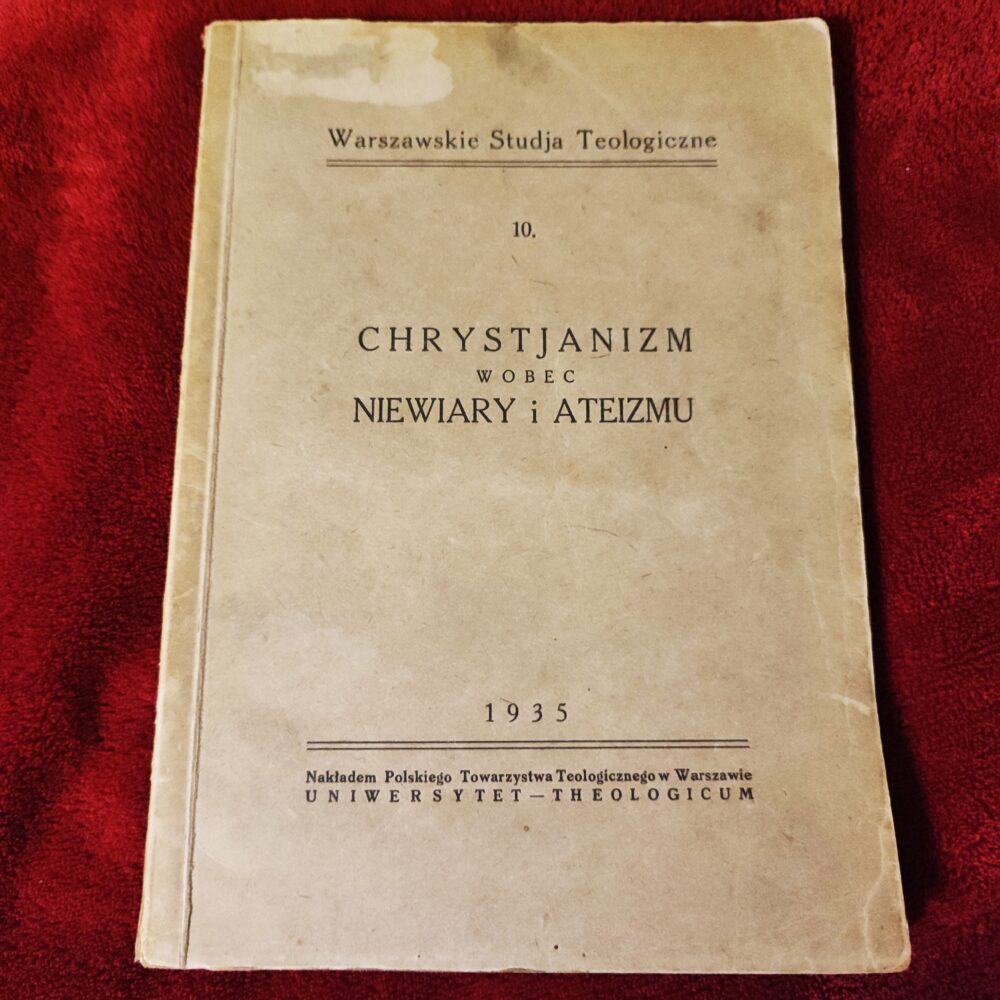 Warszawskie Studja Teologiczne
10.
CHRYSTJANIZM
WOBEC
NIEWIARY i ATEIZMU
1935
Nakładem Polskiego Towarzystwa Teologicznego w Warszawie
UNIWERSYTET — THEOLOGICUM